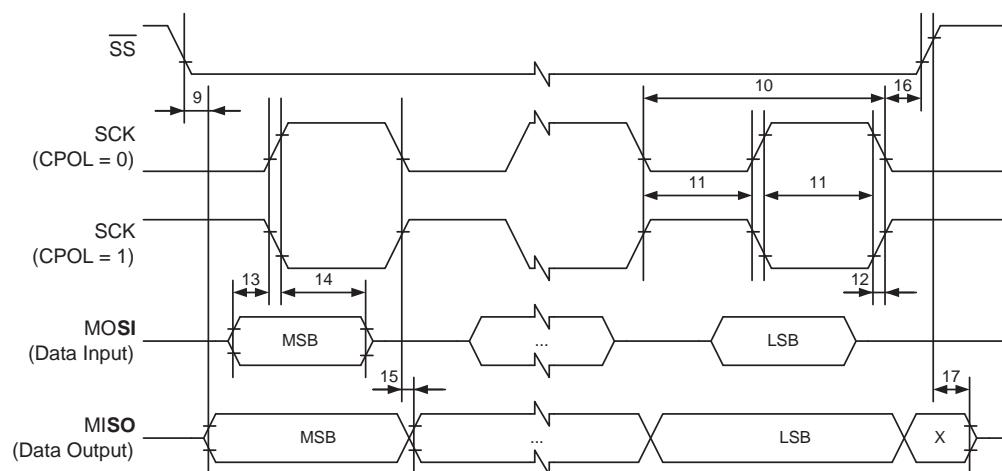 SS
10
9
16
SCK
(CPOL = 0)
11
11
SCK
(CPOL = 1)
13
14
12
MOSI
(Data Input)
MSB
...
LSB
15
17
MISO
(Data Output)
MSB
...
LSB
X